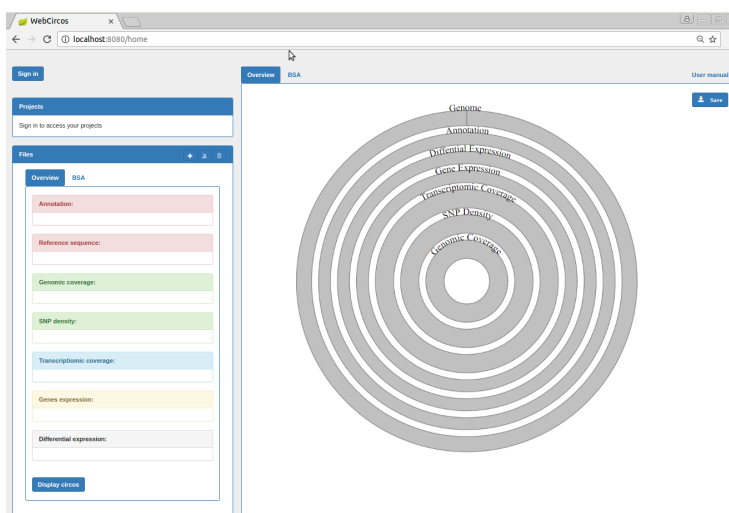 WebCircos
localhost:8080/home
Sign in
Overview
BSA
User manual
Save
Projects
Sign in to access your projects
Files
Overview
BSA
Annotation:
Reference sequence:
Genomic coverage:
SNP density:
Transcriptiomic coverage:
Genes expression:
Differential expression:
Display circos
Genome
Annotation
Diffential Expression
Gene Expression
Transcriptomic Coverage
SNP Density
Genomic Coverage